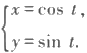 x=cos t,
y=sin t.